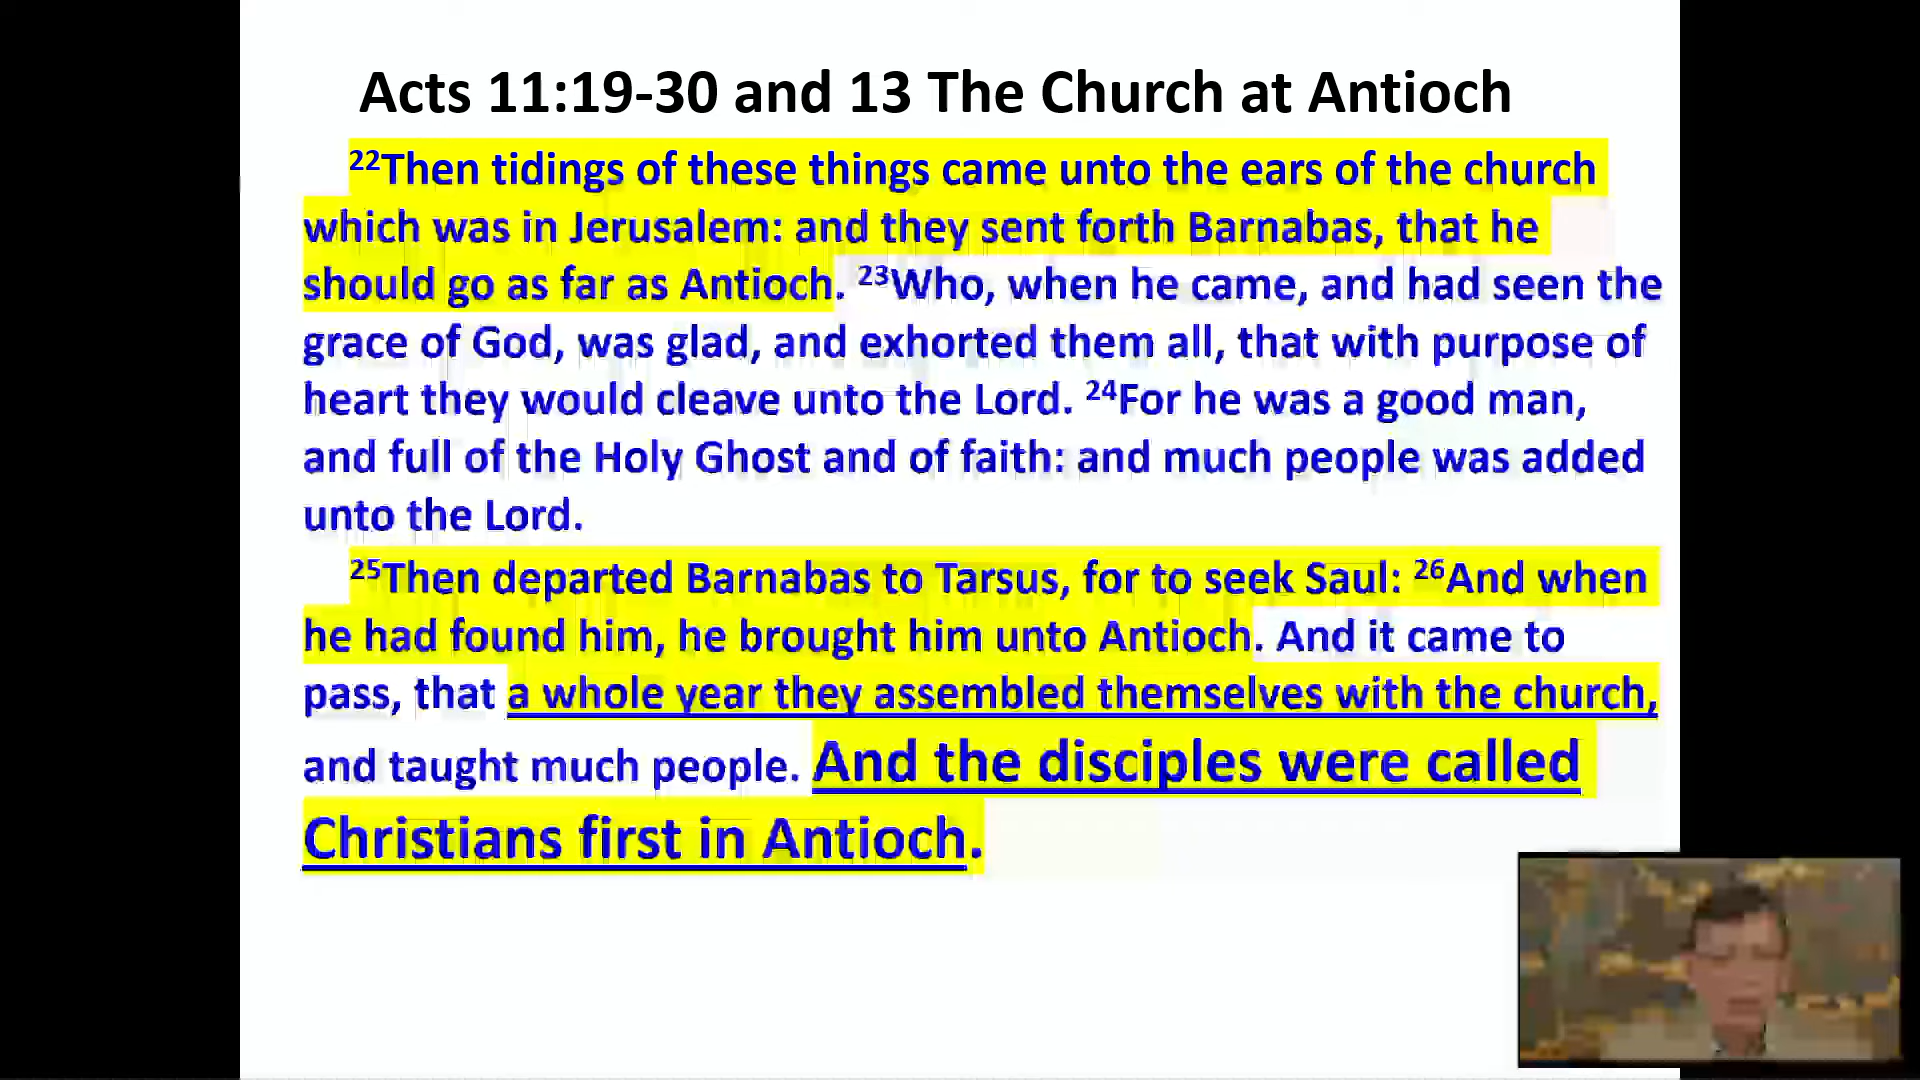 Acts 11:19-30 and 13 The Church at Antioch
22Then tidings of these things came unto the ears of the church
which was in Jerusalem: and they sent forth Barnabas, that he
should go as far as Antioch. 23Who, when he came, and had seen the
grace of God, was glad, and exhorted them all, that with purpose of
heart they would cleave unto the Lord. 24For he was a good man,
and full of the Holy Ghost and of faith: and much people was added
unto the Lord.
25Then departed Barnabas to Tarsus, for to seek Saul: 26And when
he had found him, he brought him unto Antioch. And it came to
pass, that a whole year they assembled themselves with the church,
and taught much people. And the disciples were called
Christians first in Antioch.